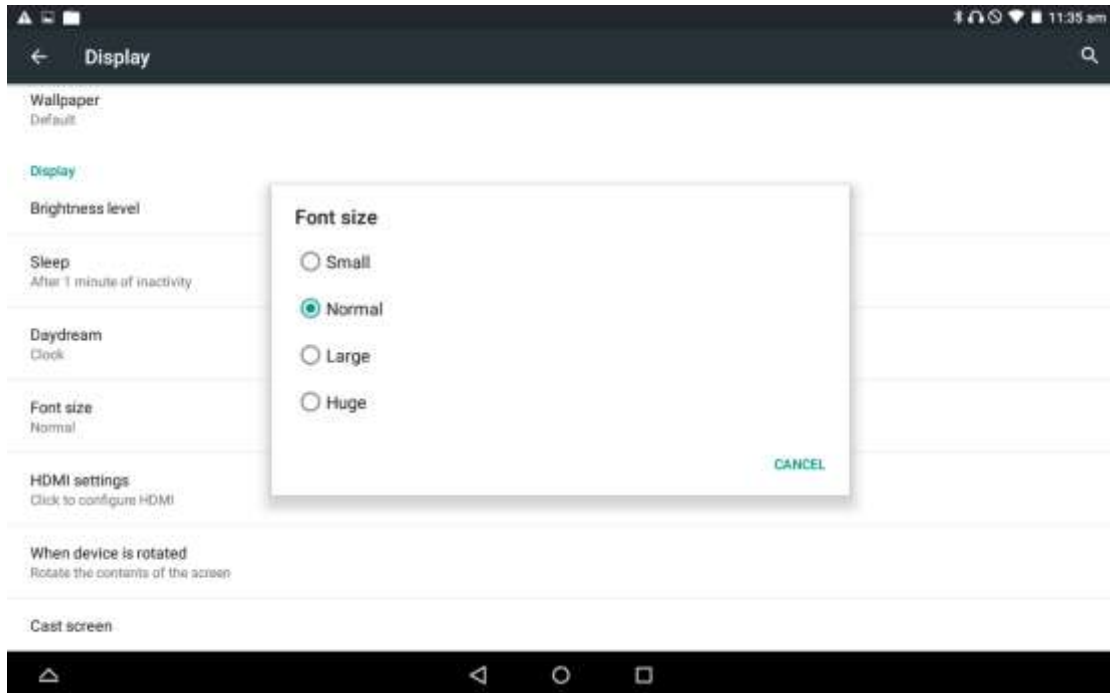 11:35 am
Display
Wallpaper
Default
Display
Brightness level
Sleep
After 1 minute of inactivity
Daydream
Clock
Font size
Normal
HDMI settings
Click to configure HDMI
When device is rotated
Rotate the contents of the screen
Cast screen
Font size
Small
Normal
Large
Huge
CANCEL